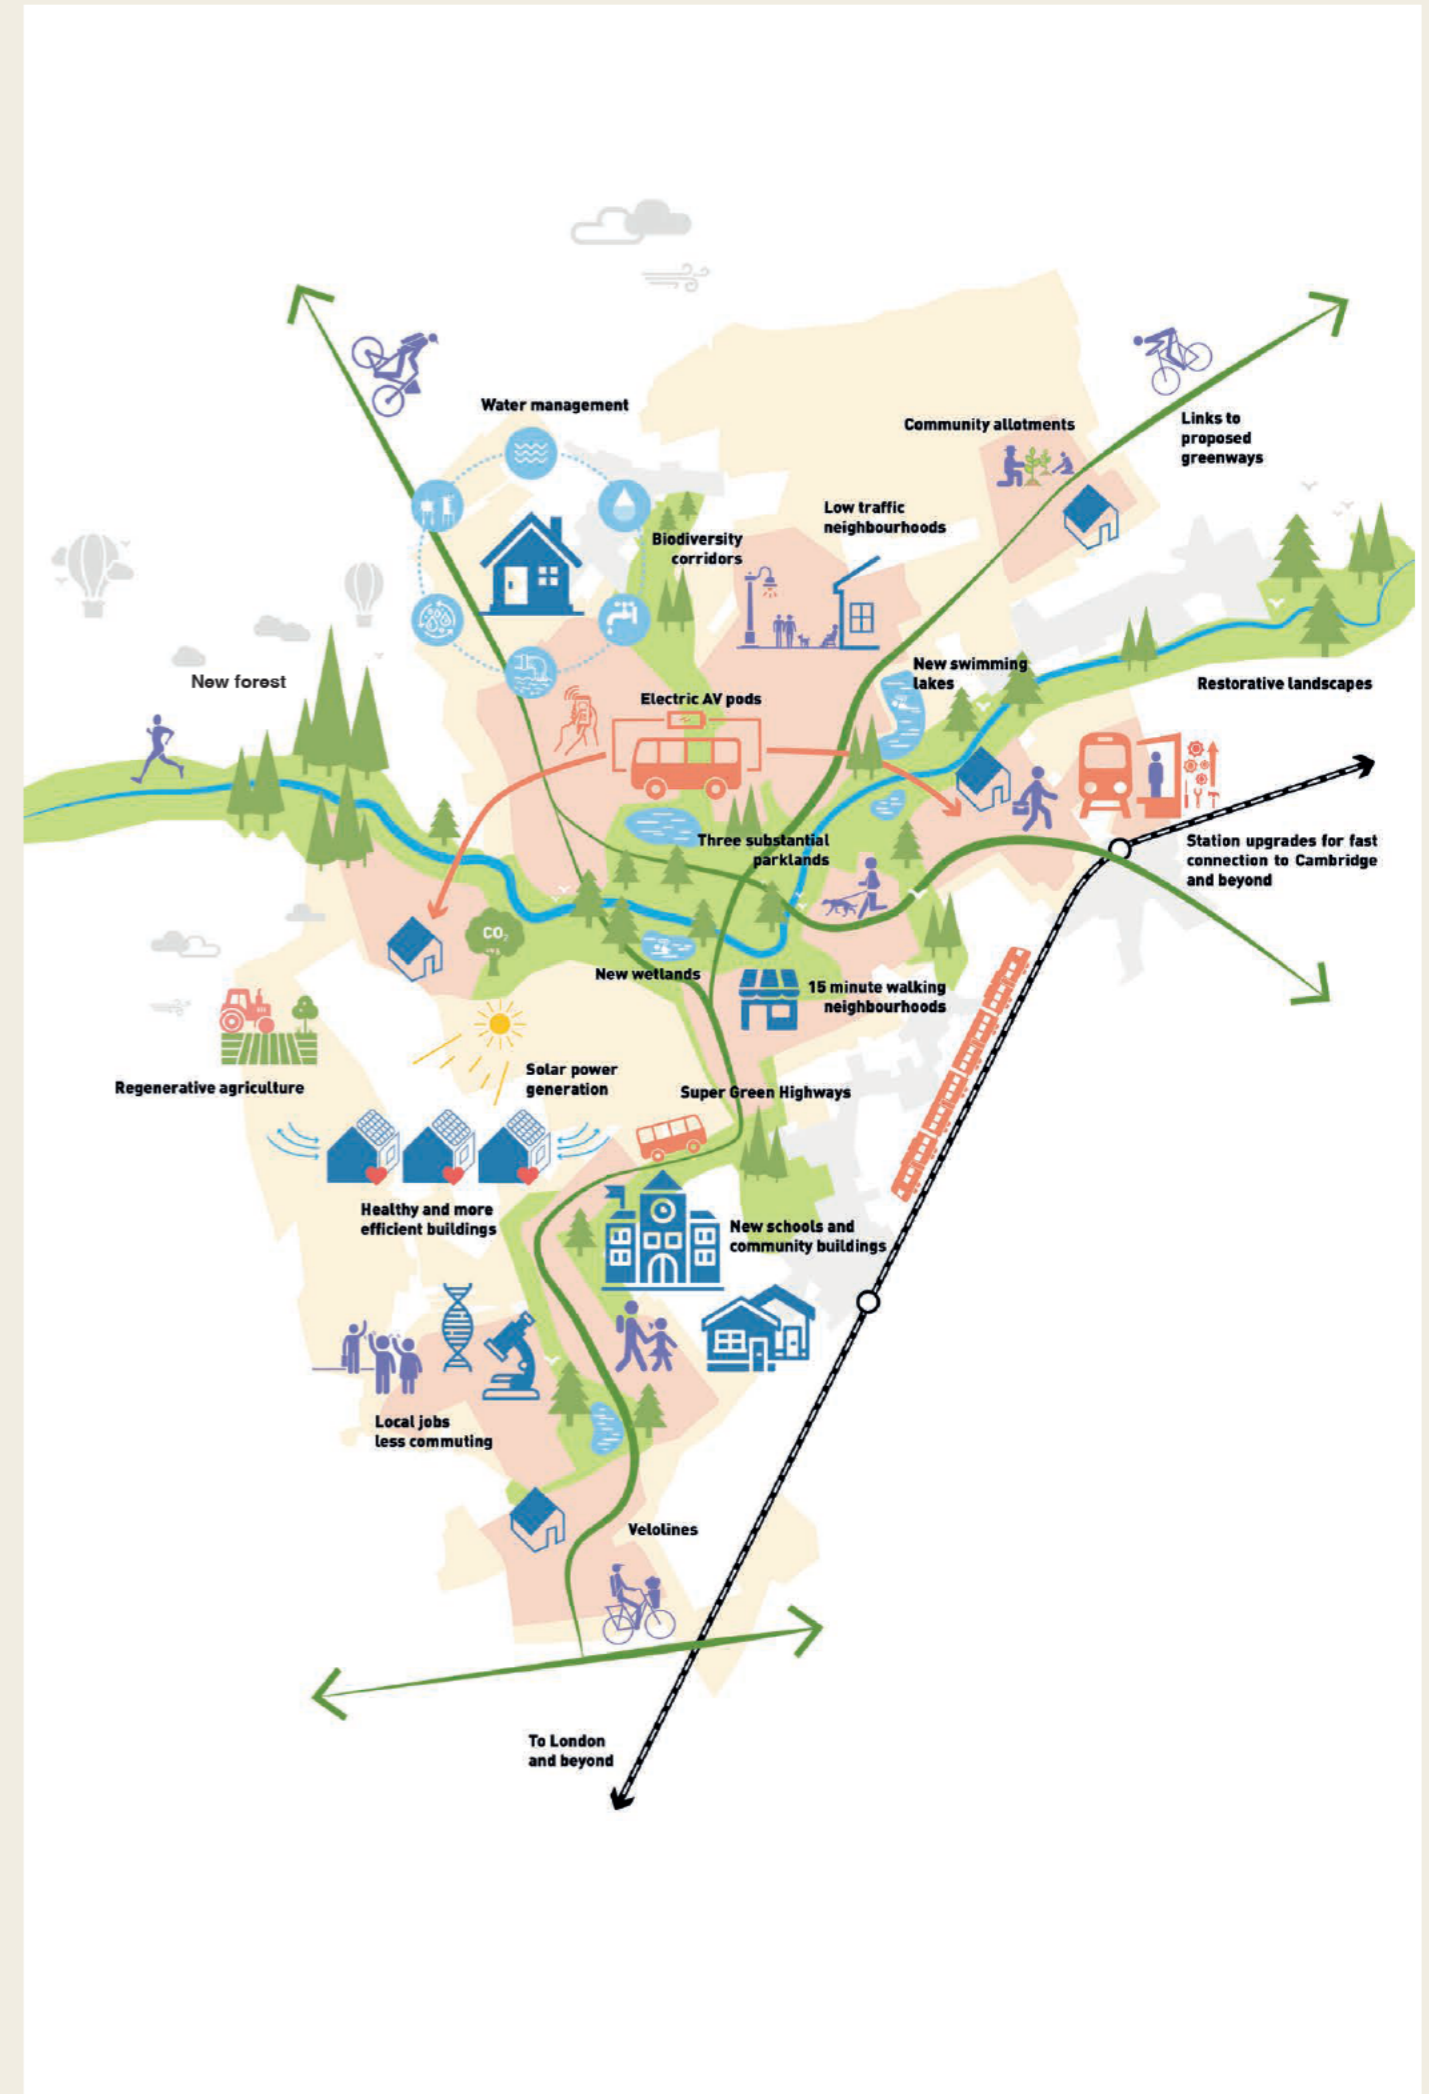 Water management
Community allotments
Links to
proposed
greenways
Low traffic
neighbourhoods
Biodiversity
corridors
New swimming
lakes
New forest
Restorative landscapes
Electric AV pods
Three substantial
parklands
Station upgrades for fast
connection to Cambridge
and beyond
CO2
New wetlands
15 minute walking
neighbourhoods
Solar power
generation
Regenerative agriculture
Super Green Highways
Healthy and more
efficient buildings
New schools and
community buildings
Local jobs
less commuting
Velolines
To London
and beyond